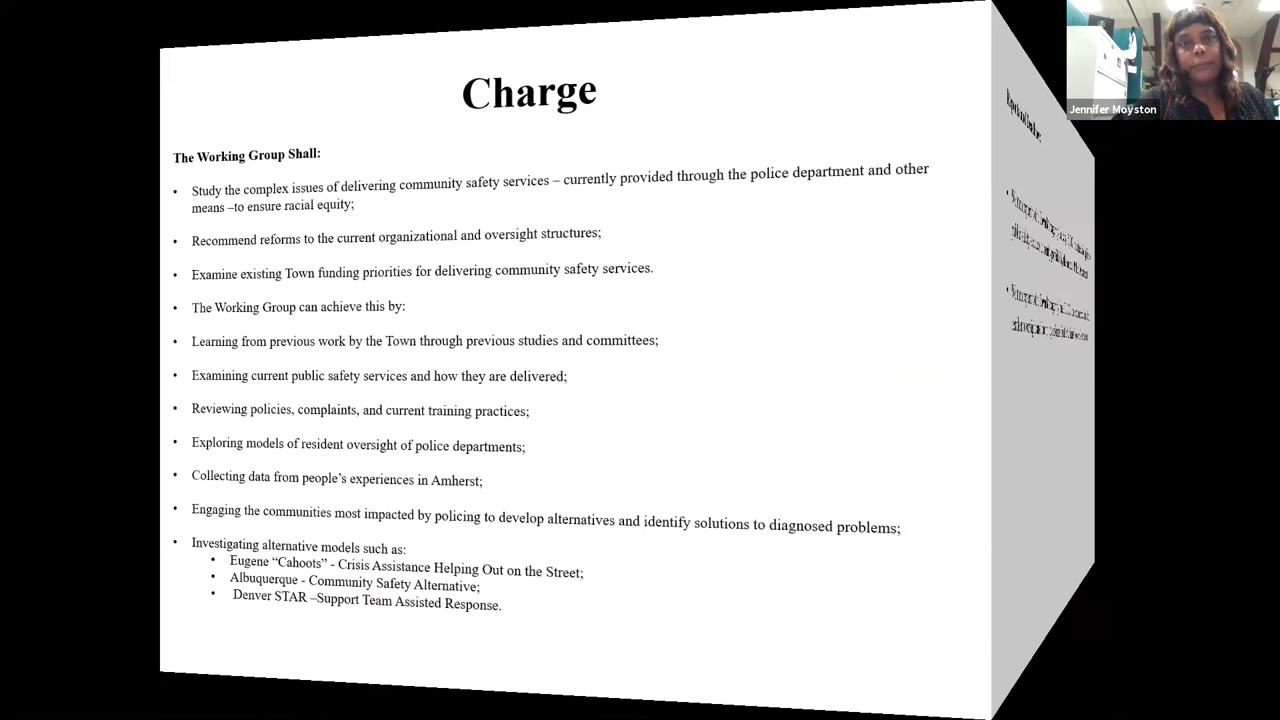 Charge
The Working Group Shall:
• Study the complex issues of delivering community safety services – currently provided through the police department and other
means –to ensure racial equity;
• Recommend reforms to the current organizational and oversight structures;
• Examine existing Town funding priorities for delivering community safety services.
• The Working Group can achieve this by:
• Learning from previous work by the Town through previous studies and committees;
• Examining current public safety services and how they are delivered;
• Reviewing policies, complaints, and current training practices;
• Exploring models of resident oversight of police departments;
• Collecting data from people’s experiences in Amherst;
• Engaging the communities most impacted by policing to develop alternatives and identify solutions to diagnosed problems;
• Investigating alternative models such as:
• Eugene “Cahoots” - Crisis Assistance Helping Out on the Street;
• Albuquerque - Community Safety Alternative;
• Denver STAR –Support Team Assisted Response.
Jennifer Moyston